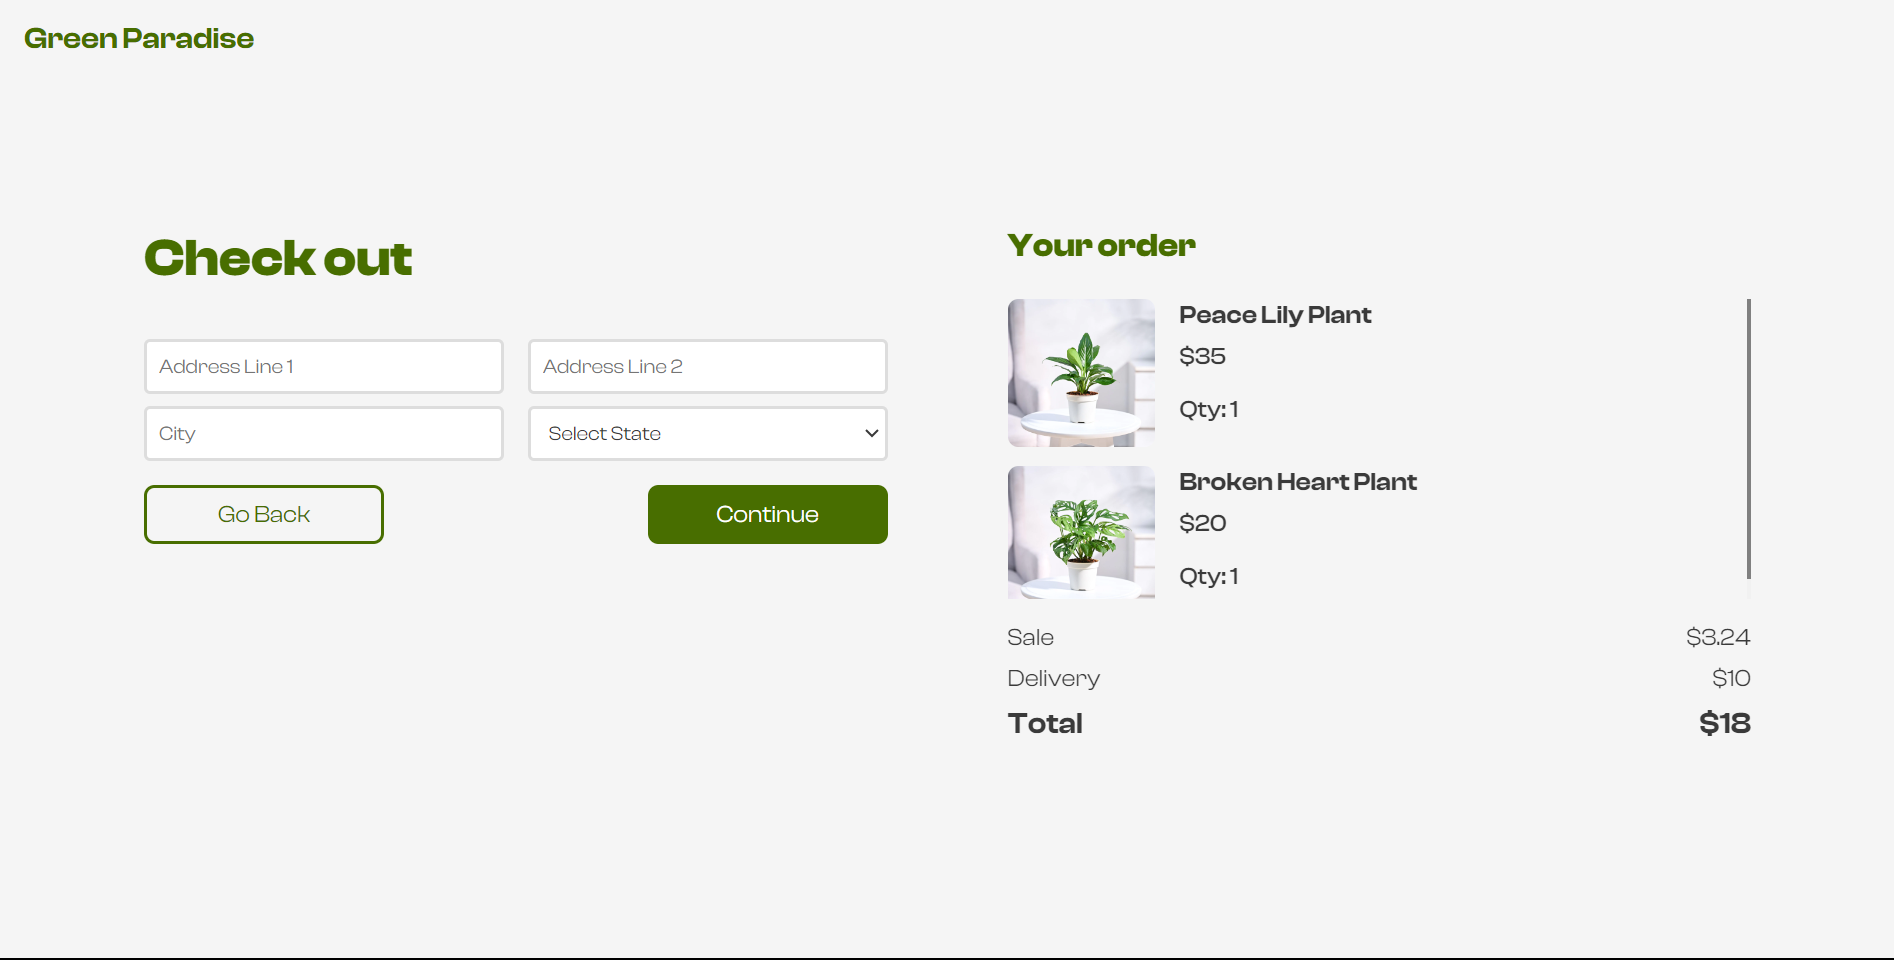 Green Paradise
Check out
Address Line 1
Address Line 2
City
Select State
Go Back
Continue
Your order
Peace Lily Plant
$35
Qty: 1
Broken Heart Plant
$20
Qty: 1
Sale $3.24
Delivery $10
Total $18